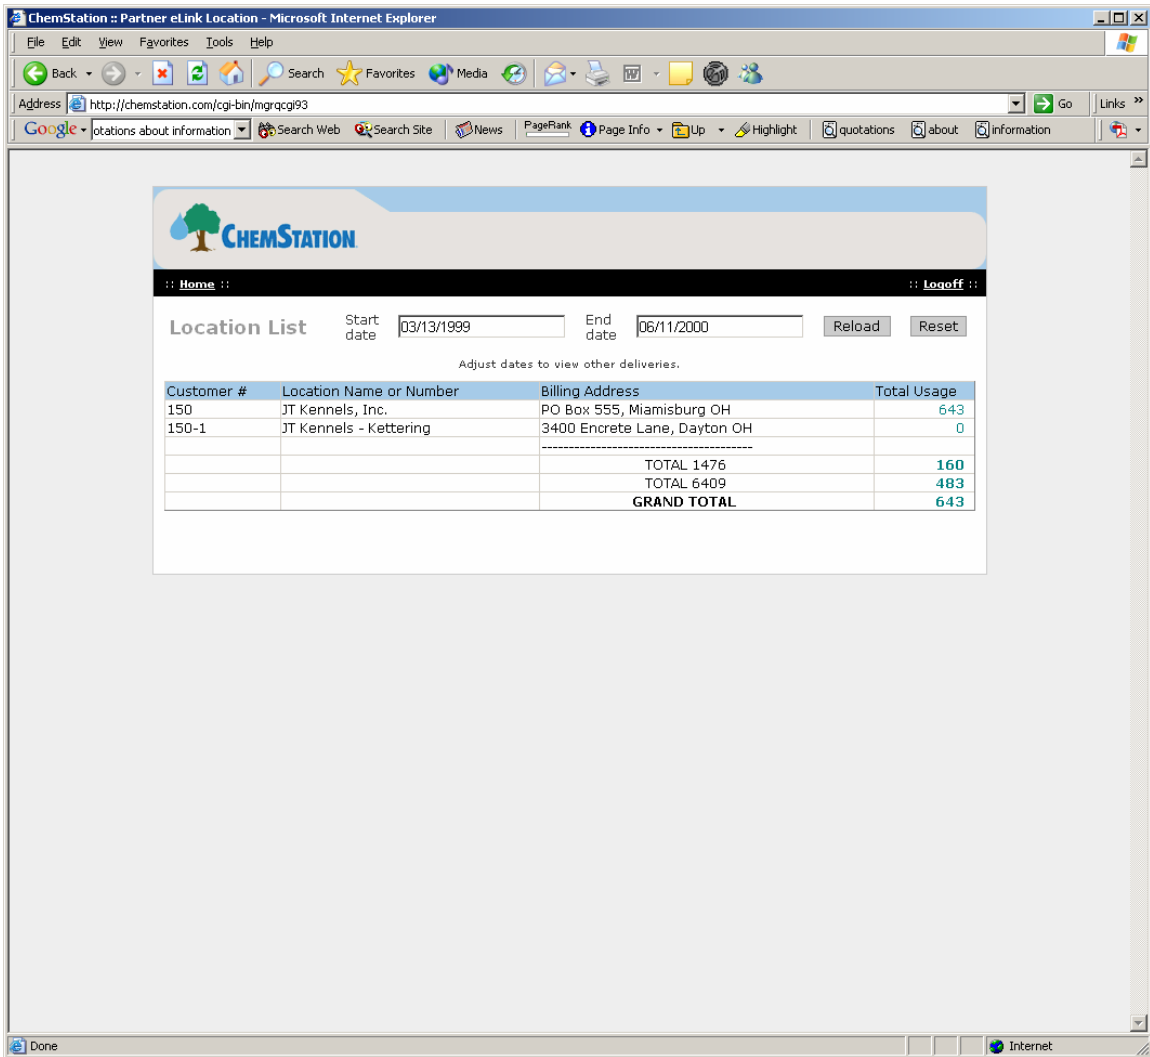 ChemStation :: Partner eLink Location - Microsoft Internet Explorer
File Edit View Favorites Tools Help
Back Search Favorites Media
Address http://chemstation.com/cgi-bin/mgrqcgi93 Go Links »
Google otations about information Search Web Search Site News PageRank Page Info Up Highlight quotations about information
CHEMSTATION
:: Home :: :: Logoff ::
Location List Start date 03/13/1999 End date 06/11/2000 Reload Reset
Adjust dates to view other deliveries.
Customer # Location Name or Number Billing Address Total Usage
150 JT Kennels, Inc. PO Box 555, Miamisburg OH 643
150-1 JT Kennels - Kettering 3400 Encrete Lane, Dayton OH 0
---------------------------------------
TOTAL 1476 160
TOTAL 6409 483
GRAND TOTAL 643
Done Internet